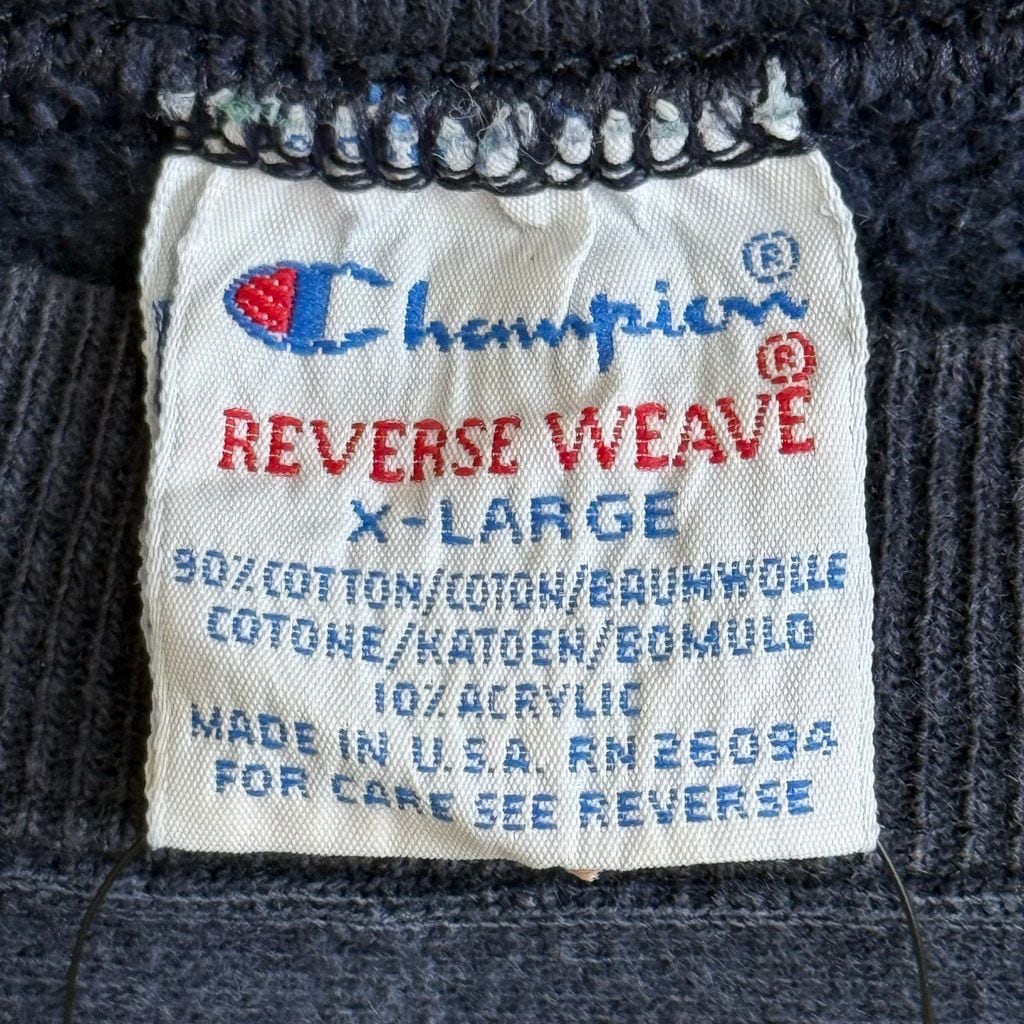 Champion®
REVERSE WEAVE®
X-LARGE
90% COTTON/COTON/BAUMWOLLE
COTONE/KATOEN/BOMULD
10% ACRYLIC
MADE IN U.S.A. RN 26094
FOR CARE SEE REVERSE